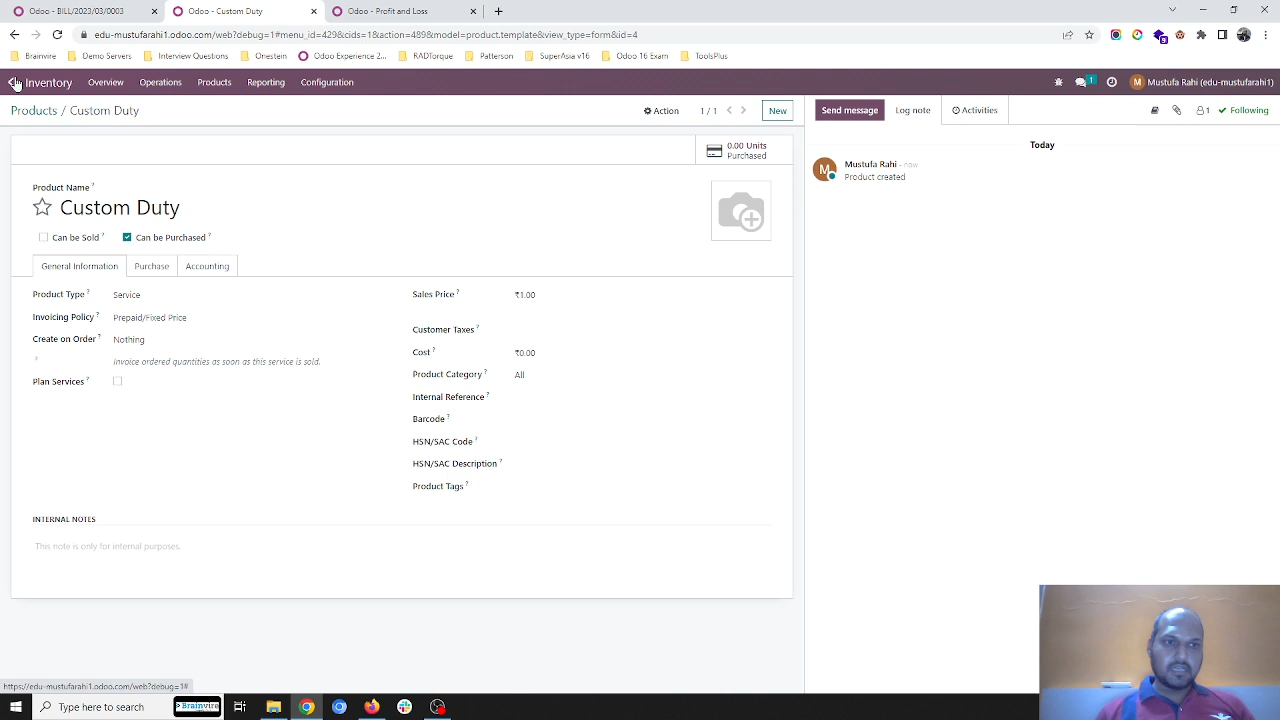 Odoo - BILL/2023/03/0003
Odoo - Custom Duty
Odoo - Profit and Loss
edu-mustufarahi1.odoo.com/web?debug=1#menu_id=429&cids=1&action=489&model=product.template&view_type=form&id=4
Brainvire
Demo Servers
Interview Questions
Onestein
Odoo Experience 2...
RADTorque
Patterson
SuperAsia v16
Odoo 16 Exam
ToolsPlus
Inventory
Overview
Operations
Products
Reporting
Configuration
1
Mustufa Rahi (edu-mustufarahi1)
Products / Custom Duty
Action
1 / 1
New
Send message
Log note
Activities
1
Following
0.00 Units
Purchased
Today
Mustufa Rahi - now
Product created
M
Product Name ?
Custom Duty
Can be Sold ?
Can be Purchased ?
General Information
Purchase
Accounting
Product Type ?
Service
Invoicing Policy ?
Prepaid/Fixed Price
Create on Order ?
Nothing
?
Invoice ordered quantities as soon as this service is sold.
Plan Services ?
Sales Price ?
₹1.00
Customer Taxes ?
Cost ?
₹0.00
Product Category ?
All
Internal Reference ?
Barcode ?
HSN/SAC Code ?
HSN/SAC Description ?
Product Tags ?
INTERNAL NOTES
This note is only for internal purposes.
https://edu-mustufarahi1.odoo.com/web?debug=1#
Type here to search
Brainvire